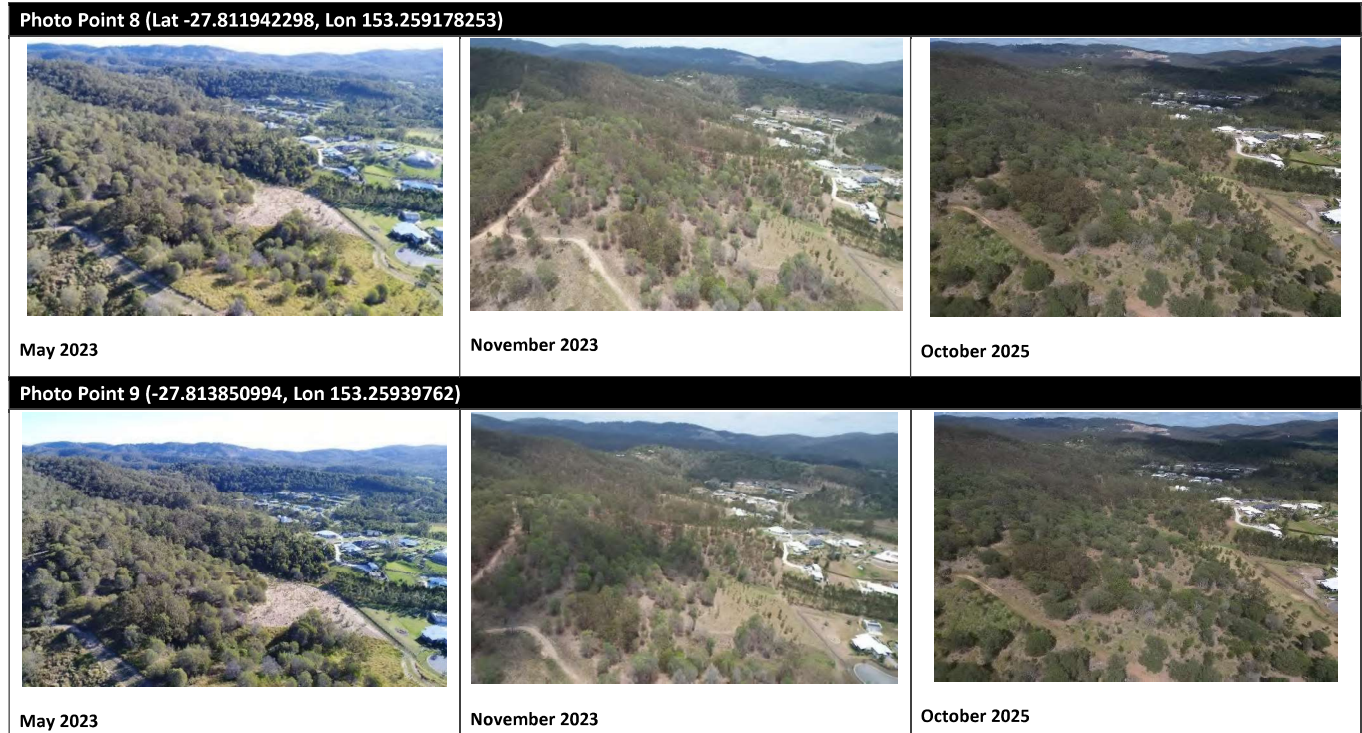 Photo Point 8 (Lat -27.811942298, Lon 153.259178253)
May 2023
November 2023
October 2025
Photo Point 9 (-27.813850994, Lon 153.25939762)
May 2023
November 2023
October 2025